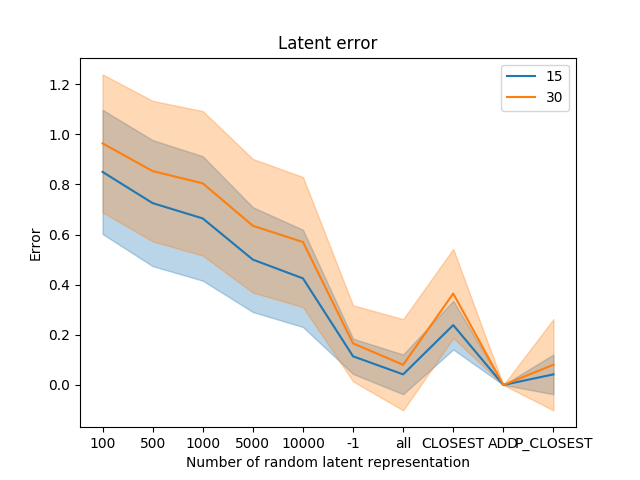 Latent error
15
30
1.2
1.0
0.8
0.6
0.4
0.2
0.0
Error
100 500 1000 5000 10000 -1 all CLOSEST ADD P_CLOSEST
Number of random latent representation